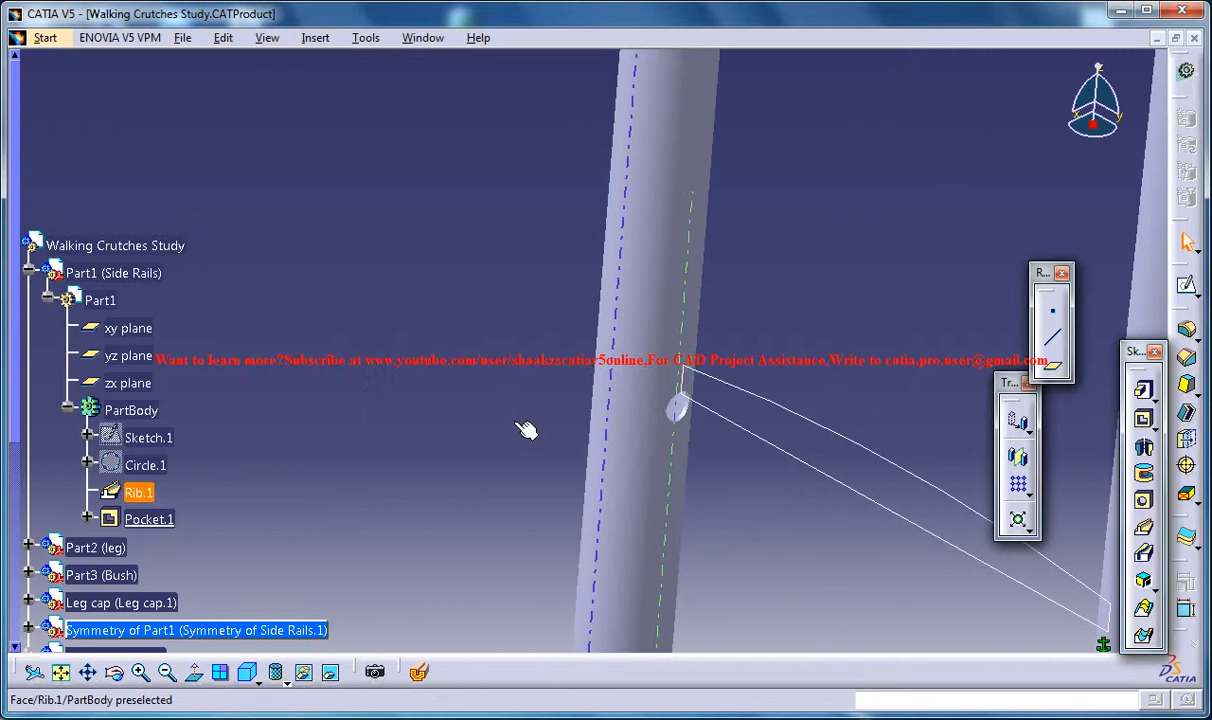 CATIA V5 - [Walking Crutches Study.CATProduct]
Start ENOVIA V5 VPM File Edit View Insert Tools Window Help
Walking Crutches Study
Part1 (Side Rails)
Part1
xy plane
yz plane
zx plane
PartBody
Sketch.1
Circle.1
Rib.1
Pocket.1
Part2 (leg)
Part3 (Bush)
Leg cap (Leg cap.1)
Symmetry of Part1 (Symmetry of Side Rails.1)
Want to learn more?Subscribe at www.youtube.com/user/shaakzscatiav5online,For CAD Project Assistance,Write to catia.pro.user@gmail.com
R...
Tr...
Sk...
Face/Rib.1/PartBody preselected